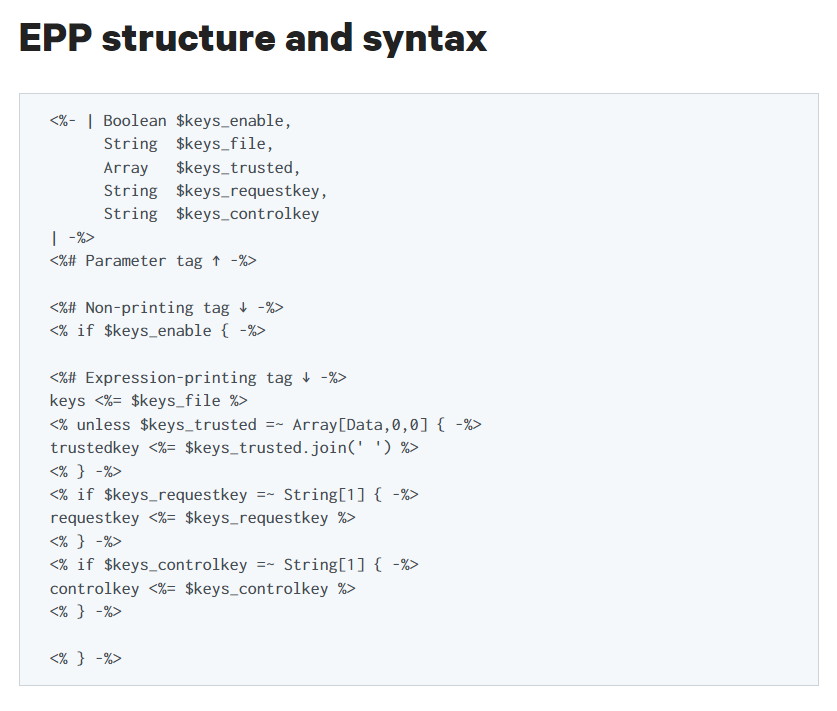 EPP structure and syntax
<%- | Boolean $keys_enable,
      String  $keys_file,
      Array   $keys_trusted,
      String  $keys_requestkey,
      String  $keys_controlkey
| -%>
<%# Parameter tag ↑ -%>

<%# Non-printing tag ↓ -%>
<% if $keys_enable { -%>

<%# Expression-printing tag ↓ -%>
keys <%= $keys_file %>
<% unless $keys_trusted =~ Array[Data,0,0] { -%>
trustedkey <%= $keys_trusted.join(' ') %>
<% } -%>
<% if $keys_requestkey =~ String[1] { -%>
requestkey <%= $keys_requestkey %>
<% } -%>
<% if $keys_controlkey =~ String[1] { -%>
controlkey <%= $keys_controlkey %>
<% } -%>

<% } -%>